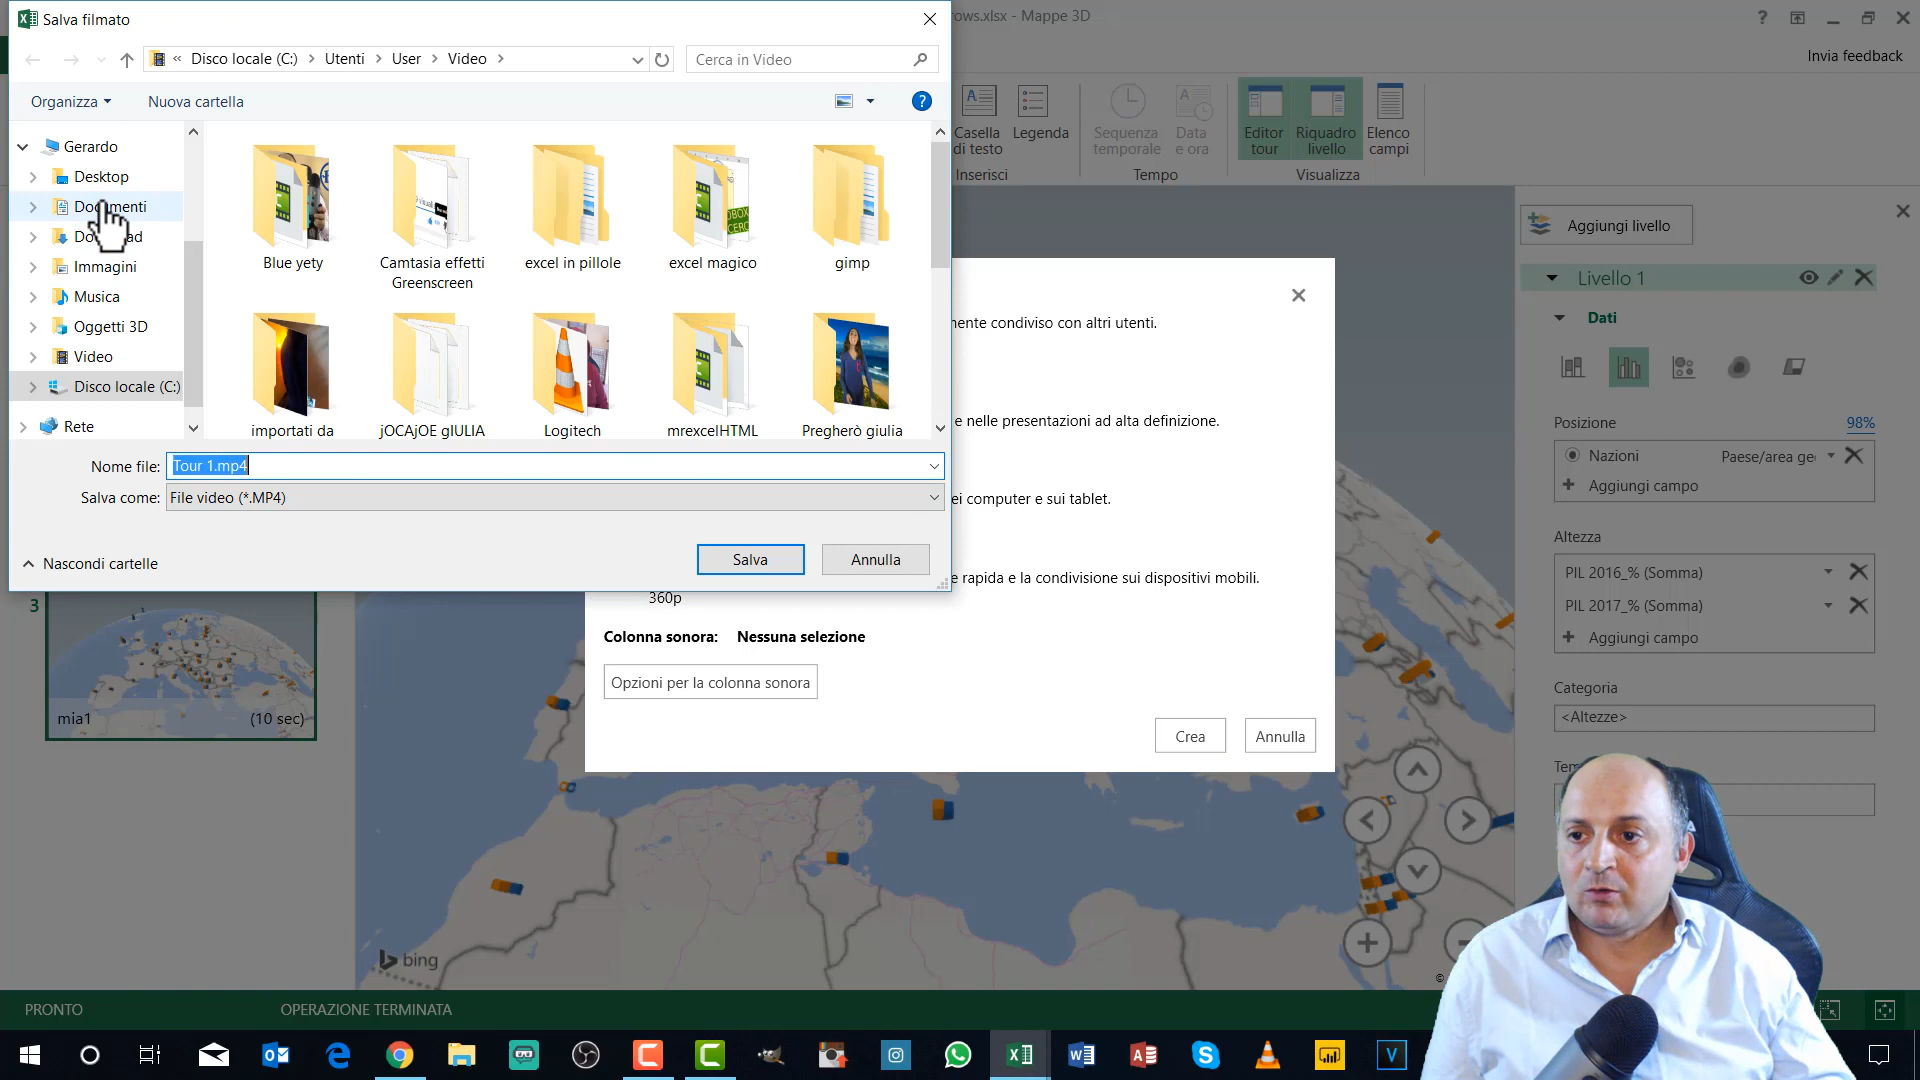 Salva filmato
rows.xlsx - Mappe 3D
?
Invia feedback
« Disco locale (C:) > Utenti > User > Video >
Cerca in Video
Organizza
Nuova cartella
?
Casella di testo
Legenda
Sequenza temporale
Data e ora
Editor tour
Riquadro livello
Elenco campi
Inserisci
Tempo
Visualizza
Gerardo
Desktop
Documenti
Immagini
Musica
Oggetti 3D
Video
Disco locale (C:)
Rete
Blue yety
Camtasia effetti Greenscreen
excel in pillole
excel magico
gimp
importati da
jOCAjOE gIULIA
Logitech
mrexcelHTML
Pregherò giulia
Nome file: Tour 1.mp4
Salva come: File video (*.MP4)
Nascondi cartelle
Salva
Annulla
condiviso con altri utenti.
e nelle presentazioni ad alta definizione.
computer e sui tablet.
e rapida e la condivisione sui dispositivi mobili.
360p
Colonna sonora: Nessuna selezione
Opzioni per la colonna sonora
Crea
Annulla
Aggiungi livello
Livello 1
Dati
Posizione
98%
Nazioni
Paese/area
Aggiungi campo
Altezza
PIL 2016_% (Somma)
PIL 2017_% (Somma)
Aggiungi campo
Categoria
<Altezze>
3
mia1
(10 sec)
bing
©
PRONTO
OPERAZIONE TERMINATA